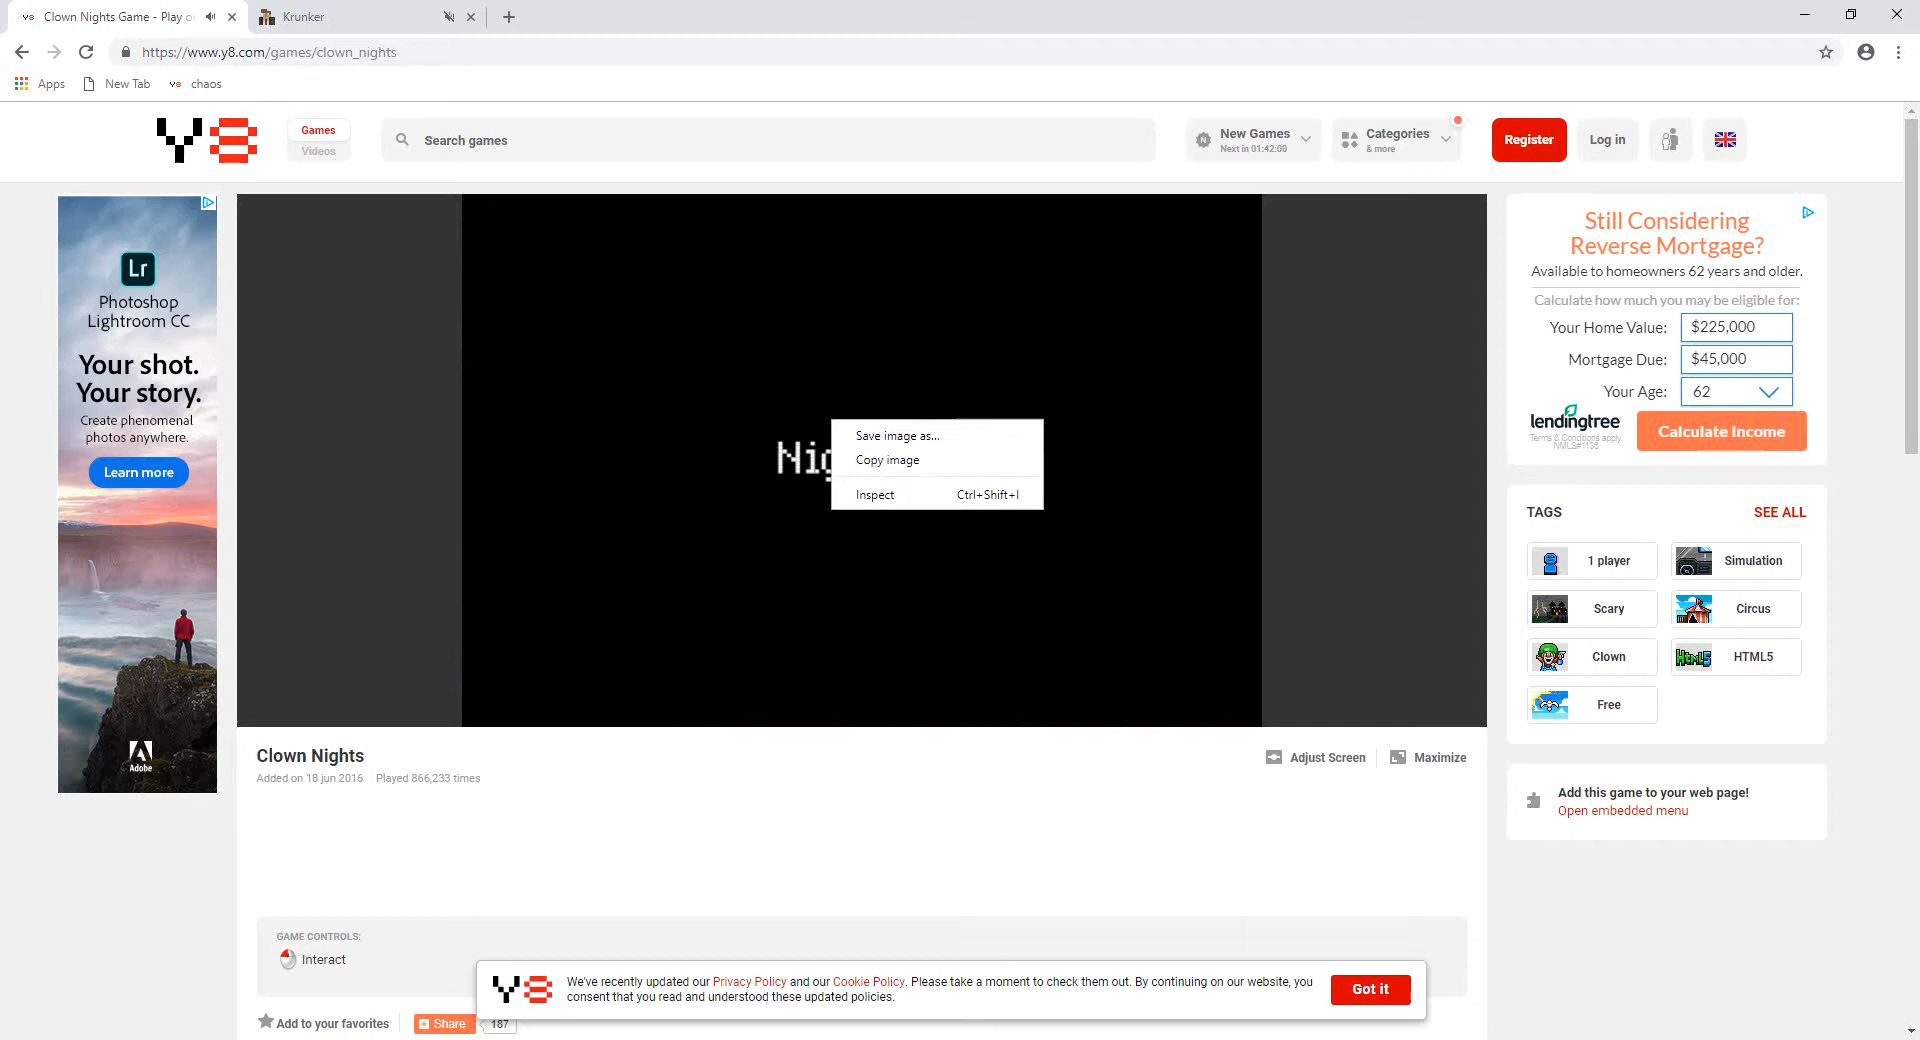 Clown Nights Game - Play o
Krunker
https://www.y8.com/games/clown_nights
Apps
New Tab
chaos
Y8
Games
Videos
Search games
New Games
Next in 01:42:00
Categories
& more
Register
Log in
Lr
Photoshop
Lightroom CC
Your shot.
Your story.
Create phenomenal
photos anywhere.
Learn more
Adobe
Save image as...
Copy image
Inspect Ctrl+Shift+I
Still Considering
Reverse Mortgage?
Available to homeowners 62 years and older.
Calculate how much you may be eligible for:
Your Home Value: $225,000
Mortgage Due: $45,000
Your Age: 62
lendingtree
Terms & Conditions apply.
NMLS#1136
Calculate Income
TAGS
SEE ALL
1 player
Simulation
Scary
Circus
Clown
HTML5
Free
Clown Nights
Added on 18 jun 2016 Played 866,233 times
Adjust Screen
Maximize
Add this game to your web page!
Open embedded menu
GAME CONTROLS:
Interact
Y8
We've recently updated our Privacy Policy and our Cookie Policy. Please take a moment to check them out. By continuing on our website, you
consent that you read and understood these updated policies.
Got it
Add to your favorites
Share
187